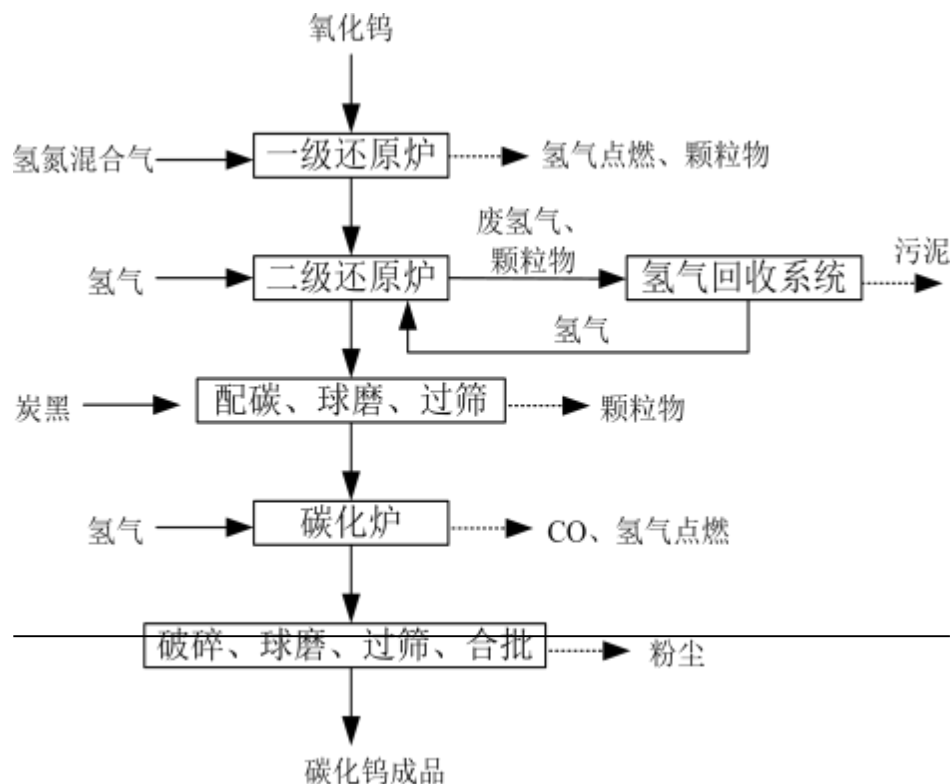 氧化钨
氢氮混合气
一级还原炉
氢气点燃、颗粒物
废氢气、
颗粒物
污泥
氢气
二级还原炉
氢气回收系统
氢气
炭黑
配碳、球磨、过筛
颗粒物
氢气
碳化炉
CO、氢气点燃
破碎、球磨、过筛、合批
粉尘
碳化钨成品